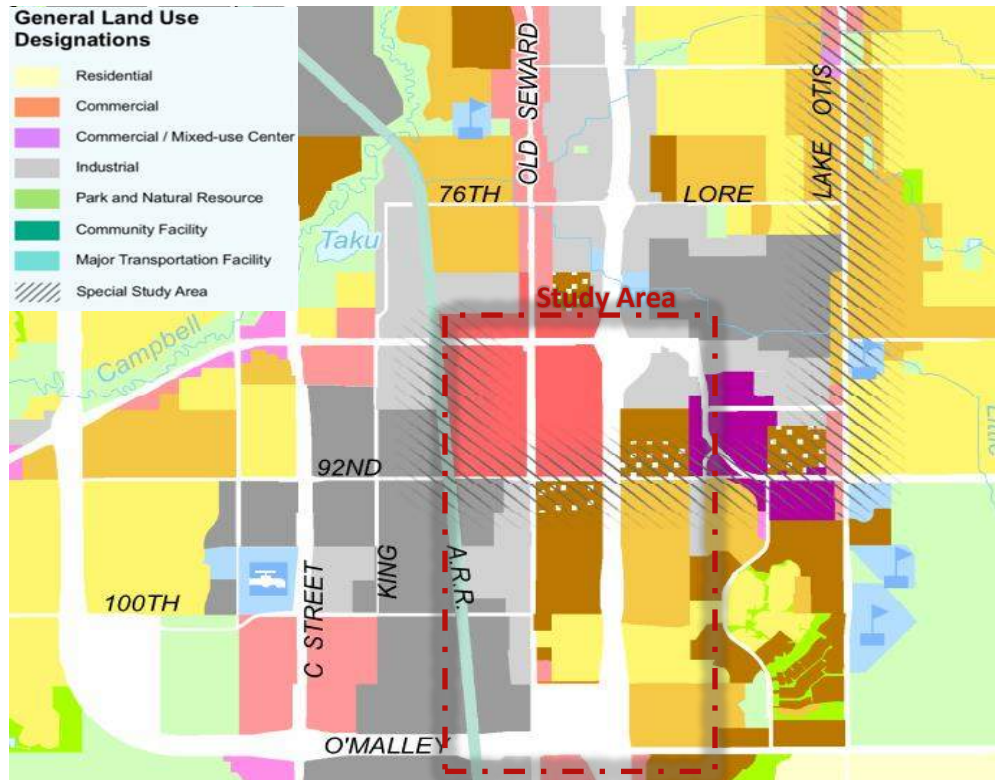 General Land Use
Designations
Residential
Commercial
Commercial / Mixed-use Center
Industrial
Park and Natural Resource
Community Facility
Major Transportation Facility
Special Study Area
OLD SEWARD
LAKE OTIS
76TH
LORE
Taku
Study Area
Campbell
Little
92ND
KING
A.R.R.
100TH
C STREET
O'MALLEY